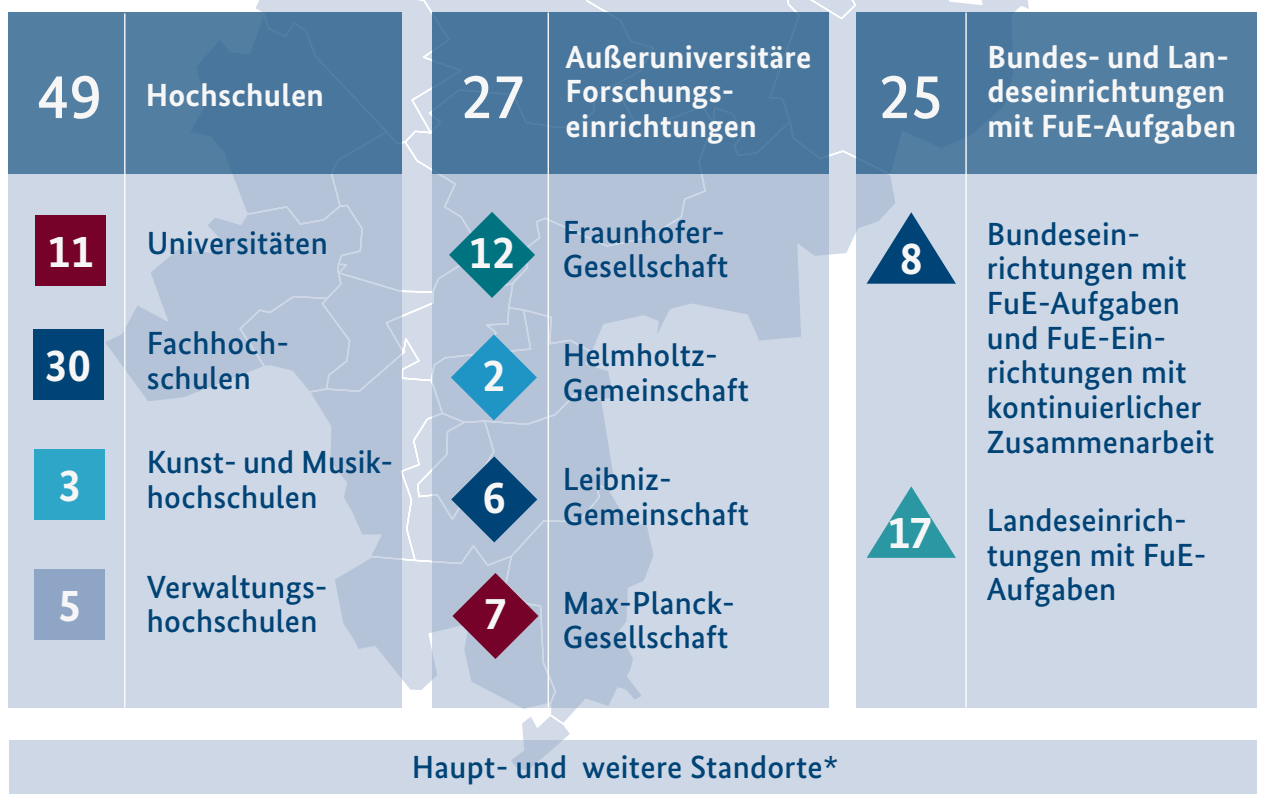 49
Hochschulen
11
Universitäten
30
Fachhoch-
schulen
3
Kunst- und Musik-
hochschulen
5
Verwaltungs-
hochschulen
27
Außeruniversitäre
Forschungs-
einrichtungen
12
Fraunhofer-
Gesellschaft
2
Helmholtz-
Gemeinschaft
6
Leibniz-
Gemeinschaft
7
Max-Planck-
Gesellschaft
25
Bundes- und Lan-
deseinrichtungen
mit FuE-Aufgaben
8
Bundesein-
richtungen mit
FuE-Aufgaben
und FuE-Ein-
richtungen mit
kontinuierlicher
Zusammenarbeit
17
Landeseinrich-
tungen mit FuE-
Aufgaben
Haupt- und weitere Standorte*